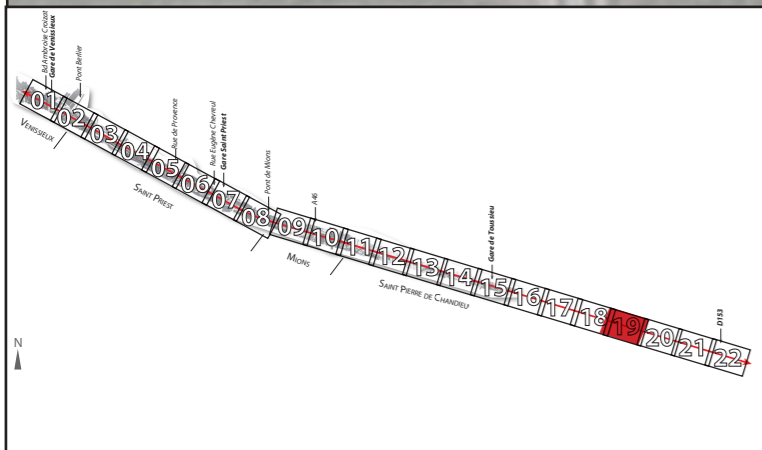 Bd Ambroise Croizat
Gare de Venissieux
Pont Berlier
Rue de Provence
Rue Eugène Chevreul
Gare Saint Priest
Pont de Mions
A46
Gare de Toussieu
D153
01
02
03
04
05
06
07
08
09
10
11
12
13
14
15
16
17
18
19
20
21
22
VENISSIEUX
SAINT PRIEST
MIONS
SAINT PIERRE DE CHANDIEU
N